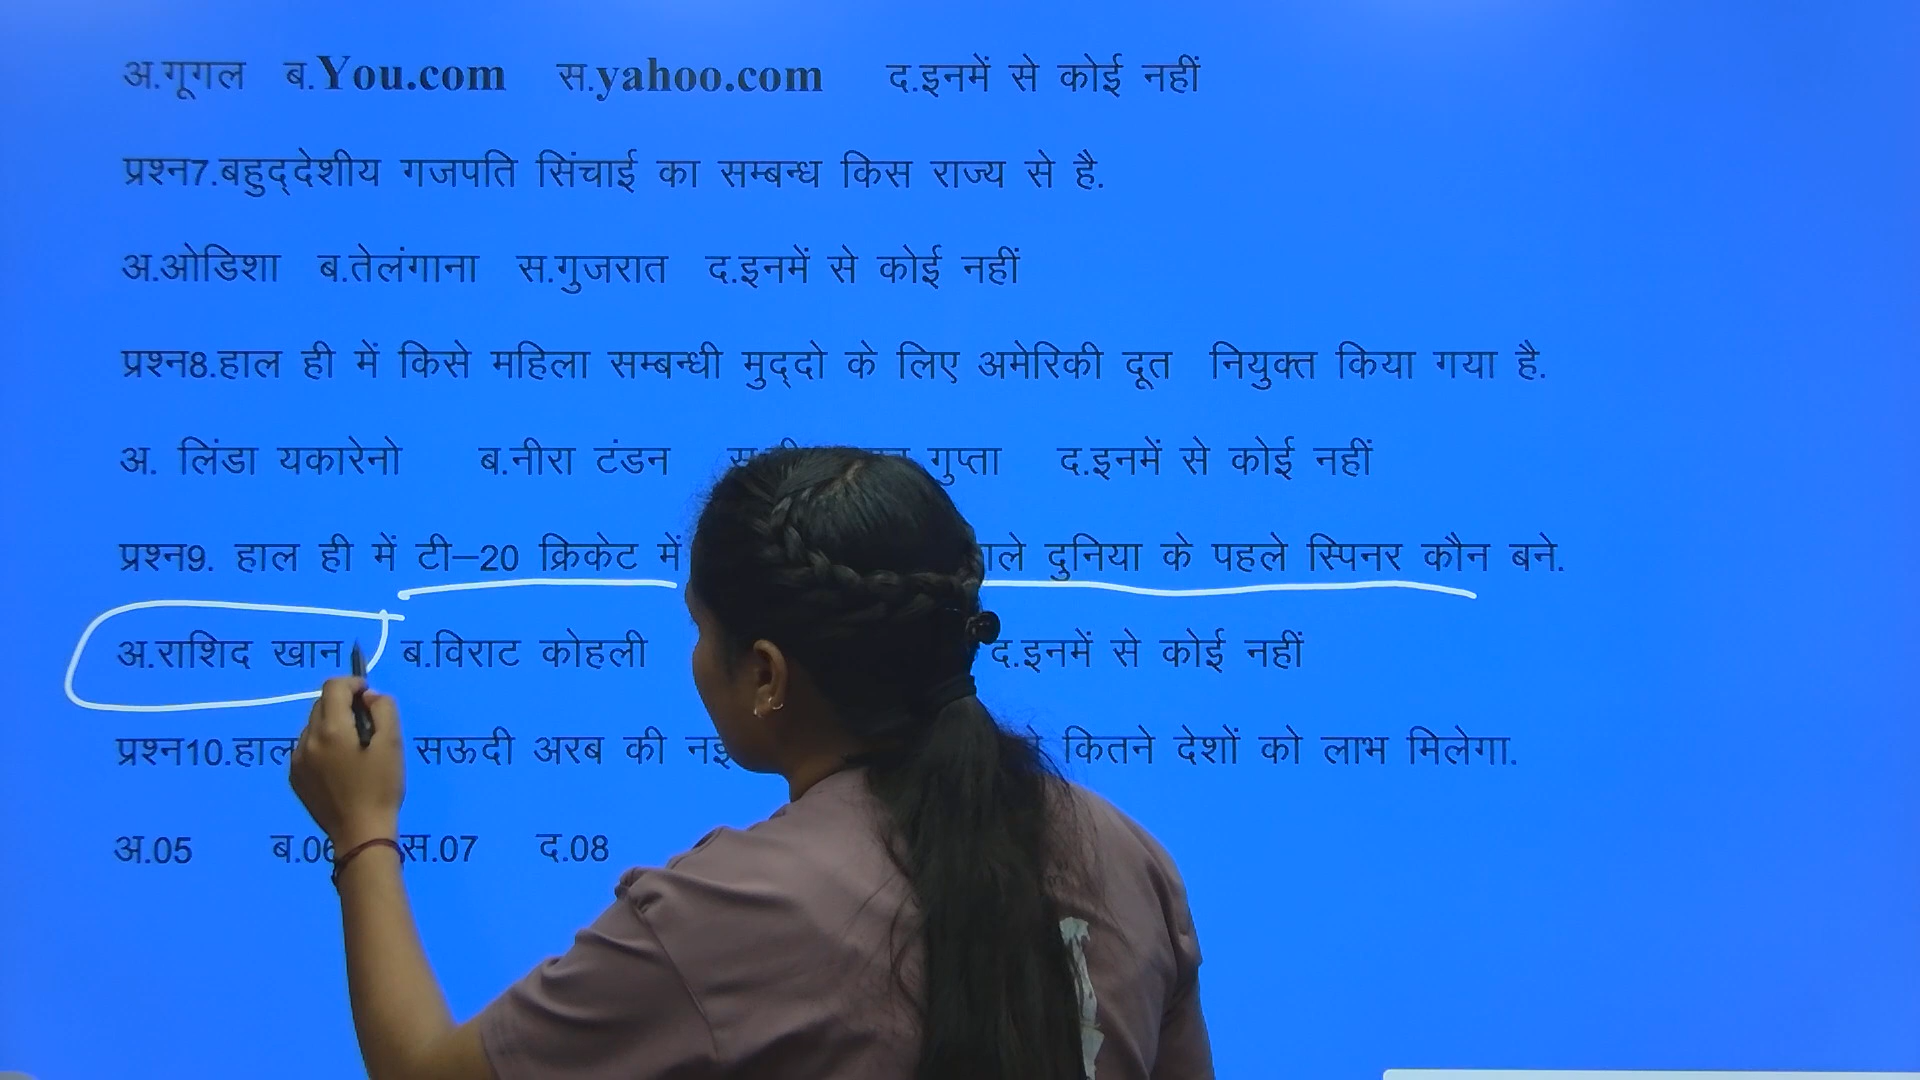 अ.गूगल ब.You.com स.yahoo.com द.इनमें से कोई नहीं
प्रश्न7.बहुद्देशीय गजपति सिंचाई का सम्बन्ध किस राज्य से है.
अ.ओडिशा ब.तेलंगाना स.गुजरात द.इनमें से कोई नहीं
प्रश्न8.हाल ही में किसे महिला सम्बन्धी मुद्दो के लिए अमेरिकी दूत नियुक्त किया गया है.
अ. लिंडा यकारेनो ब.नीरा टंडन गुप्ता द.इनमें से कोई नहीं
प्रश्न9. हाल ही में टी–20 क्रिकेट में दुनिया के पहले स्पिनर कौन बने.
अ.राशिद खान ब.विराट कोहली द.इनमें से कोई नहीं
प्रश्न10.हाल सऊदी अरब की कितने देशों को लाभ मिलेगा.
अ.05 ब.06 स.07 द.08